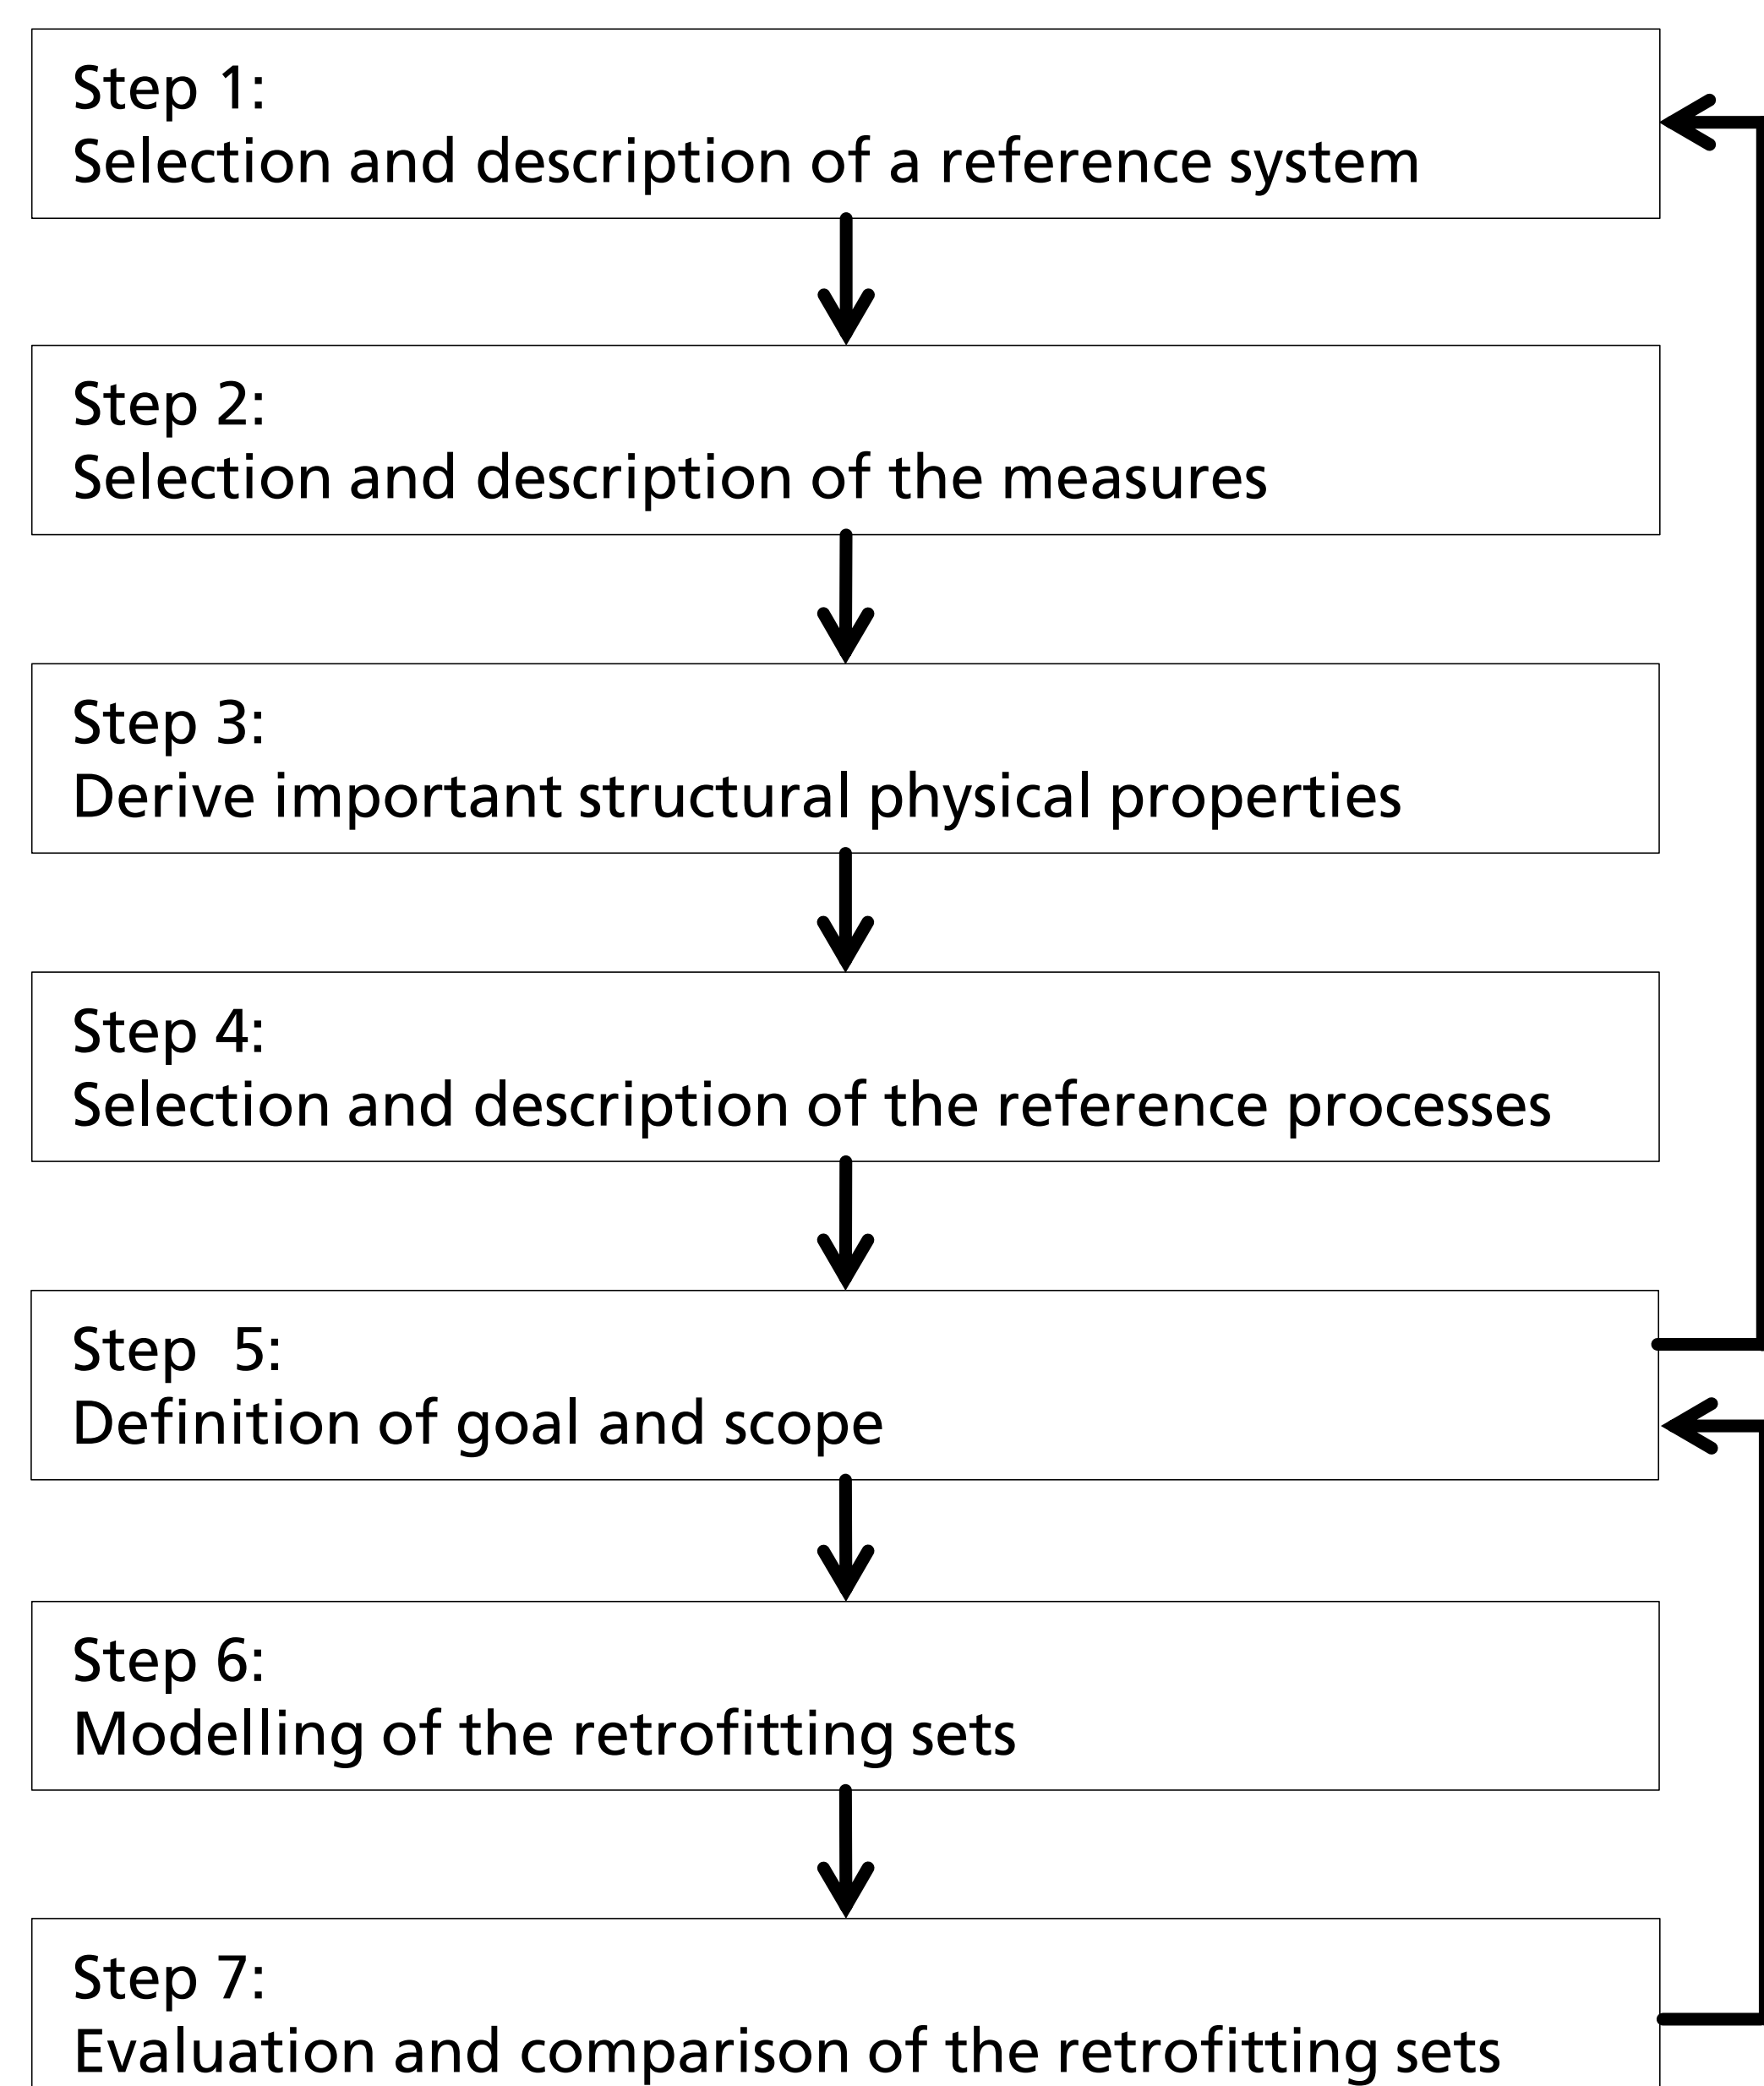 Step 1:
Selection and description of a reference system
Step 2:
Selection and description of the measures
Step 3:
Derive important structural physical properties
Step 4:
Selection and description of the reference processes
Step  5:
Definition of goal and scope
Step 6:
Modelling of the retrofitting sets
Step 7:
Evaluation and comparison of the retrofitting sets